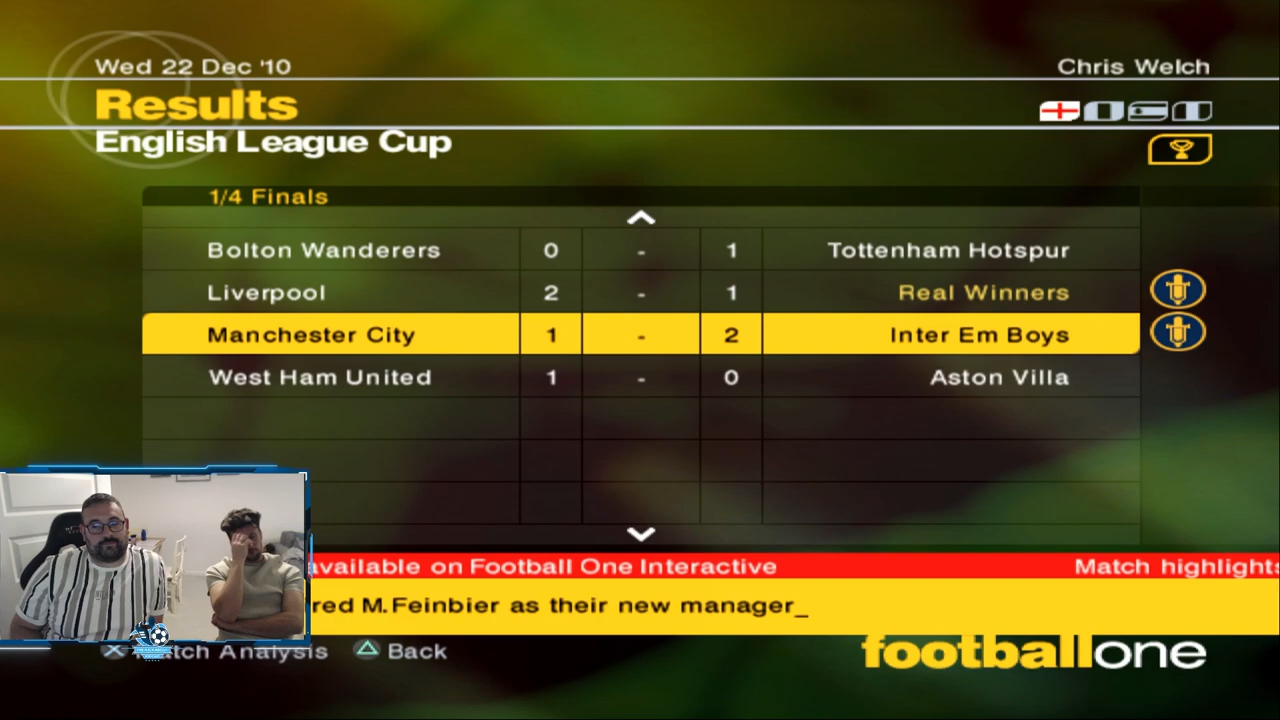 Wed 22 Dec '10
Chris Welch
Results
English League Cup
1/4 Finals
Bolton Wanderers 0 - 1 Tottenham Hotspur
Liverpool 2 - 1 Real Winners
Manchester City 1 - 2 Inter Em Boys
West Ham United 1 - 0 Aston Villa
available on Football One Interactive Match highlights
red M.Feinbier as their new manager_
Match Analysis Back
footballone